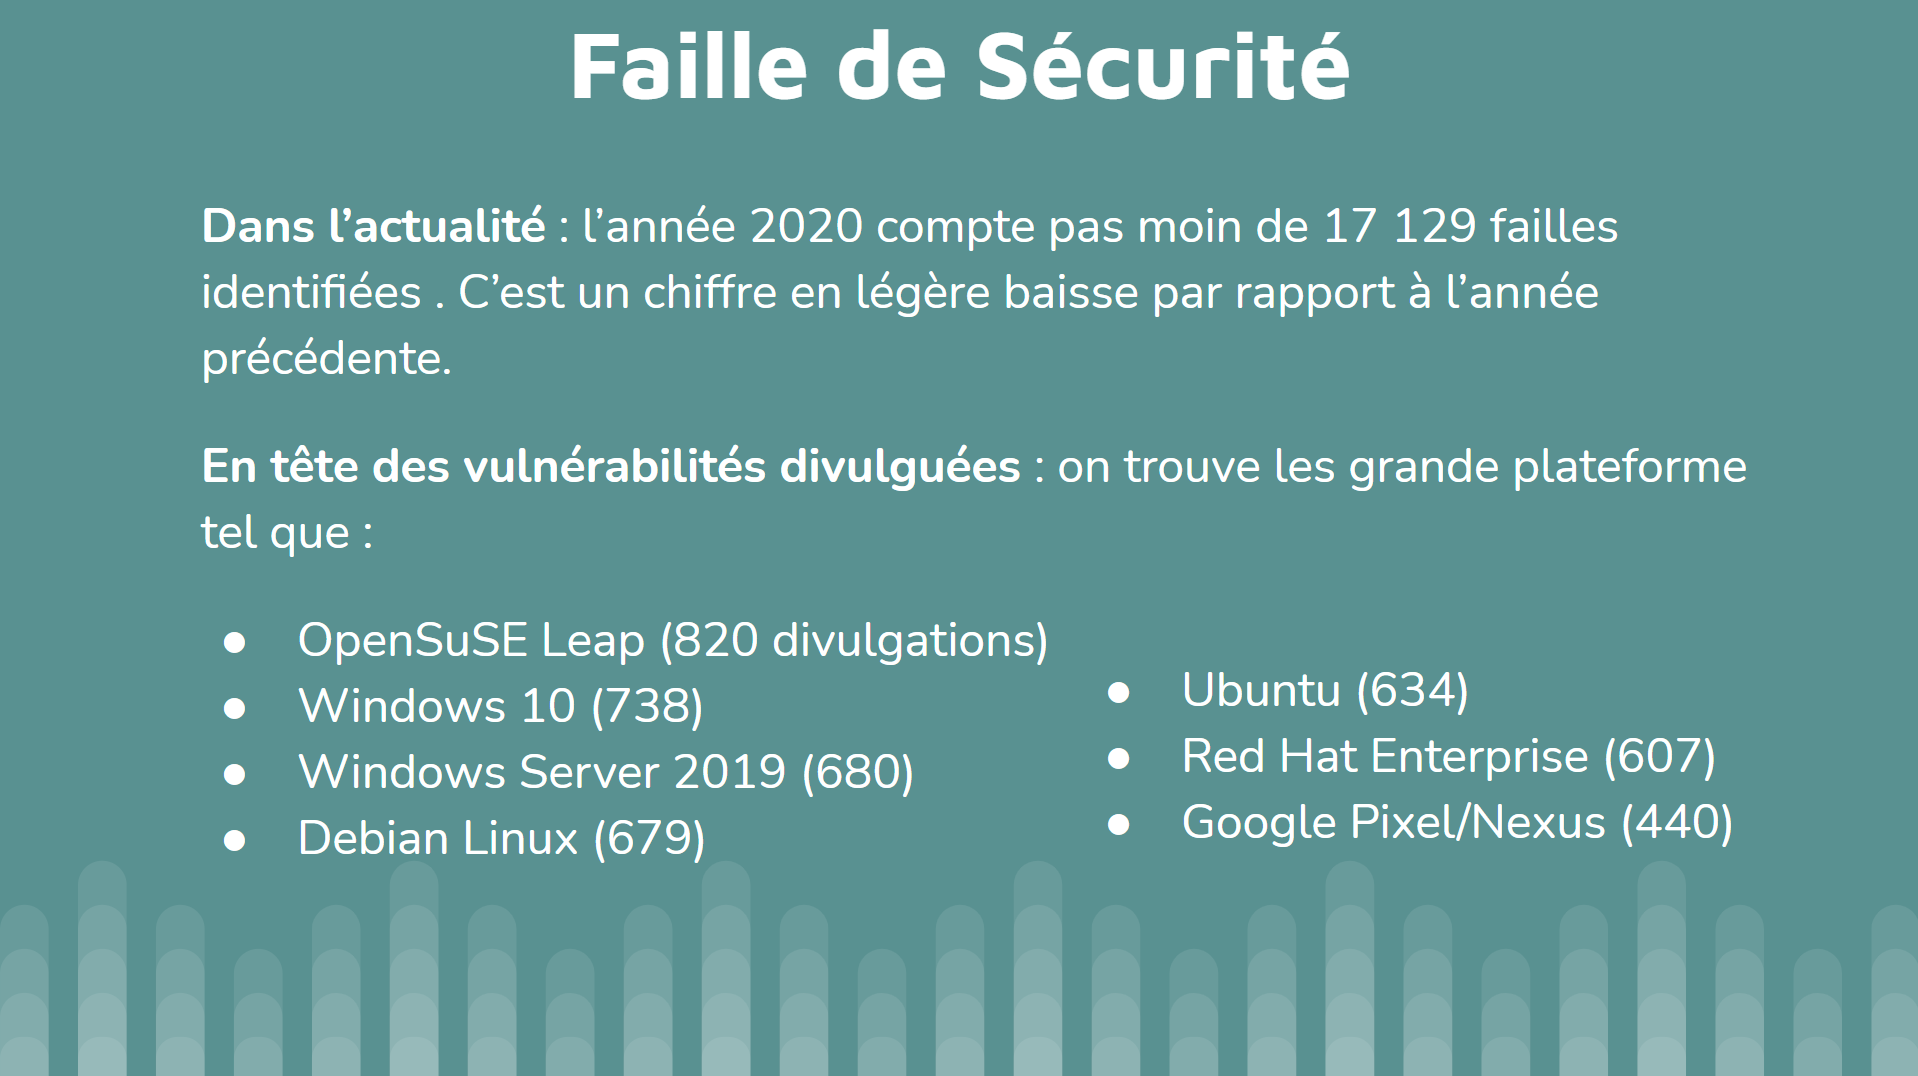 Faille de Sécurité
Dans l’actualité : l’année 2020 compte pas moin de 17 129 failles
identifiées . C’est un chiffre en légère baisse par rapport à l’année
précédente.
En tête des vulnérabilités divulguées : on trouve les grande plateforme
tel que :
● OpenSuSE Leap (820 divulgations)
● Windows 10 (738)
● Windows Server 2019 (680)
● Debian Linux (679)
● Ubuntu (634)
● Red Hat Enterprise (607)
● Google Pixel/Nexus (440)